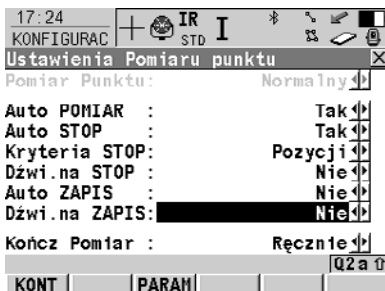 17:24
KONFIGURAC
IR
STD
I
Ustawienia Pomiaru punktu X
Pomiar Punktu: Normalny
Auto POMIAR : Tak
Auto STOP : Tak
Kryteria STOP: Pozycji
Dźwi.na STOP : Nie
Auto ZAPIS : Nie
Dźwi.na ZAPIS: Nie
Kończ Pomiar : Ręcznie
Q2a⇧
KONT PARAM